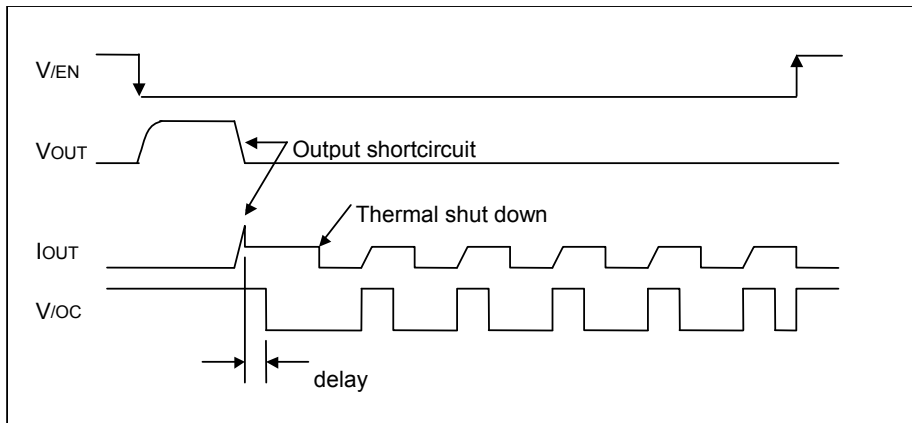 V/EN
VOUT
Output shortcircuit
Thermal shut down
IOUT
V/OC
delay